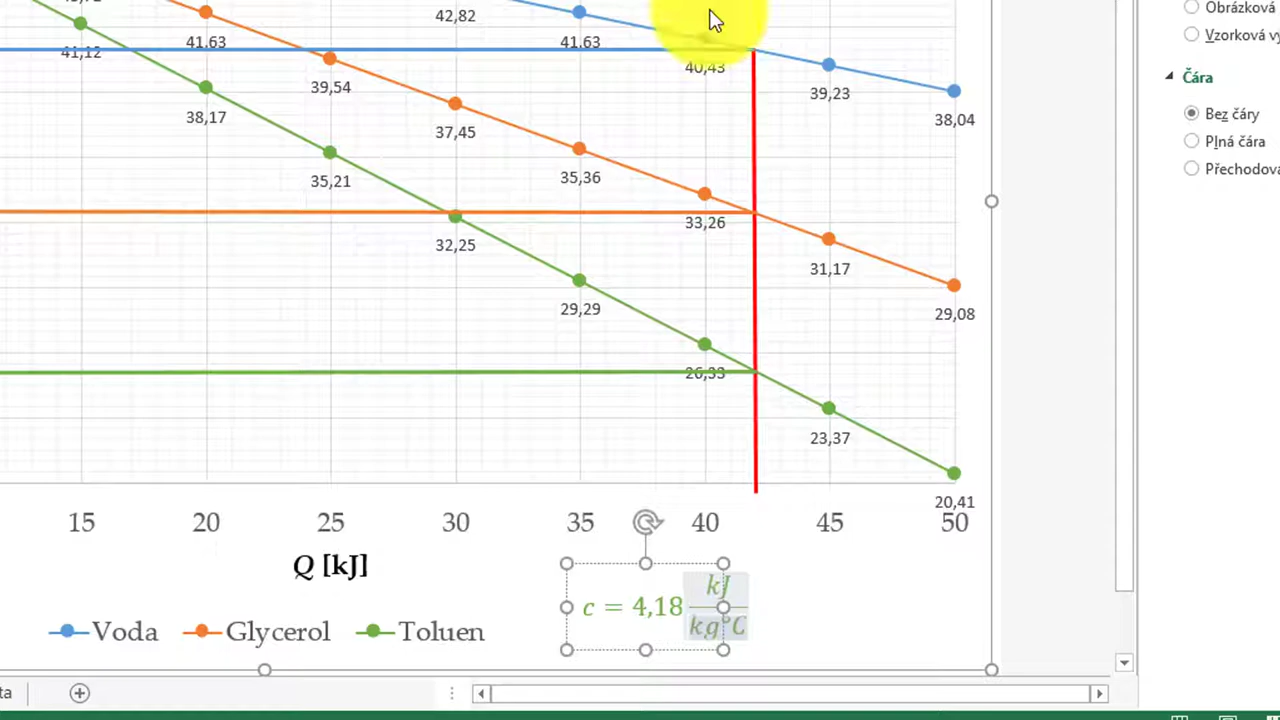 42,82
Obrázková
41,12
41.63
41.63
40,43
Vzorková
39,54
39,23
Čára
38,17
37,45
38,04
Bez čáry
35,21
35,36
Plná čára
32,25
33,26
31,17
Přechodová
29,29
29,08
26,33
23,37
20,41
15 20 25 30 35 40 45 50
Q [kJ]
c = 4,18 kJ/kg°C
Voda Glycerol Toluen